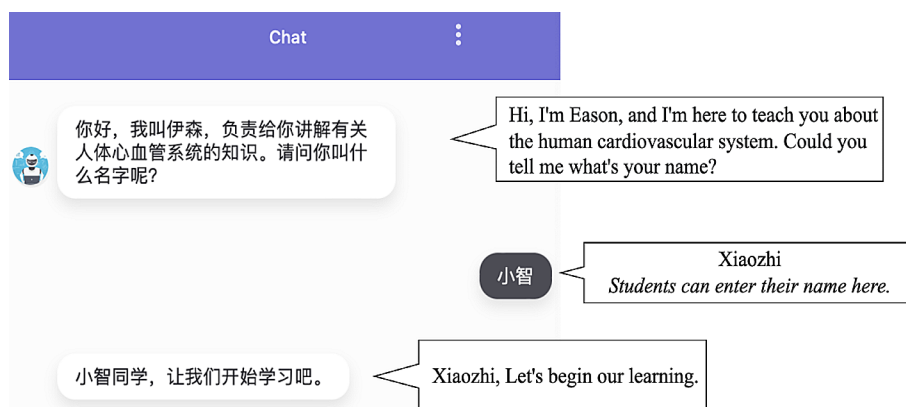 Chat
你好，我叫伊森，负责给你讲解有关
人体心血管系统的知识。请问你叫什
么名字呢？
Hi, I'm Eason, and I'm here to teach you about
the human cardiovascular system. Could you
tell me what's your name?
小智
Xiaozhi
Students can enter their name here.
小智同学，让我们开始学习吧。
Xiaozhi, Let's begin our learning.